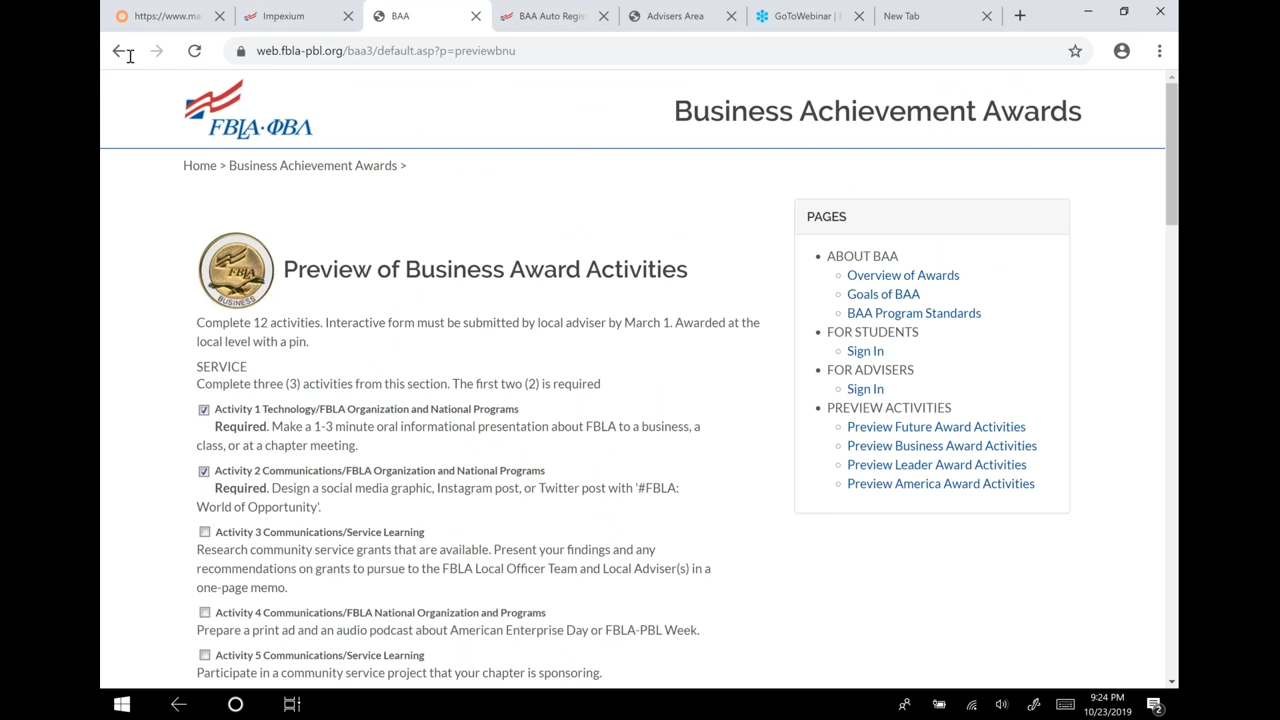 https://www.ma
Impexium
BAA
BAA Auto Regis
Advisers Area
GoToWebinar |
New Tab
web.fbla-pbl.org/baa3/default.asp?p=previewbnu
FBLA·ΦBΛ
Business Achievement Awards
Home > Business Achievement Awards >
PAGES
ABOUT BAA
Overview of Awards
Goals of BAA
BAA Program Standards
FOR STUDENTS
Sign In
FOR ADVISERS
Sign In
PREVIEW ACTIVITIES
Preview Future Award Activities
Preview Business Award Activities
Preview Leader Award Activities
Preview America Award Activities
FBLA
BUSINESS
Preview of Business Award Activities
Complete 12 activities. Interactive form must be submitted by local adviser by March 1. Awarded at the
local level with a pin.
SERVICE
Complete three (3) activities from this section. The first two (2) is required
Activity 1 Technology/FBLA Organization and National Programs
Required. Make a 1-3 minute oral informational presentation about FBLA to a business, a
class, or at a chapter meeting.
Activity 2 Communications/FBLA Organization and National Programs
Required. Design a social media graphic, Instagram post, or Twitter post with '#FBLA:
World of Opportunity'.
Activity 3 Communications/Service Learning
Research community service grants that are available. Present your findings and any
recommendations on grants to pursue to the FBLA Local Officer Team and Local Adviser(s) in a
one-page memo.
Activity 4 Communications/FBLA National Organization and Programs
Prepare a print ad and an audio podcast about American Enterprise Day or FBLA-PBL Week.
Activity 5 Communications/Service Learning
Participate in a community service project that your chapter is sponsoring.
9:24 PM
10/23/2019
2